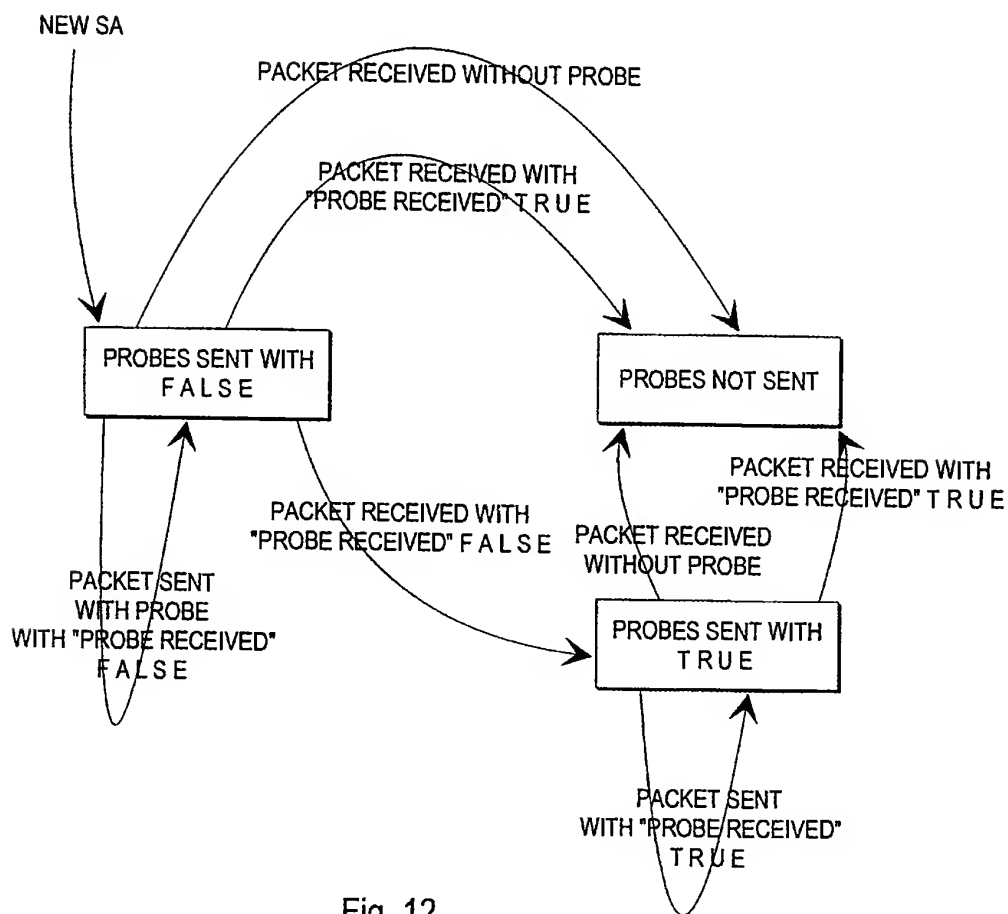 NEW SA
PACKET RECEIVED WITHOUT PROBE
PACKET RECEIVED WITH
"PROBE RECEIVED" T R U E
PROBES SENT WITH
F A L S E
PROBES NOT SENT
PACKET RECEIVED WITH
"PROBE RECEIVED" T R U E
PACKET RECEIVED WITH
"PROBE RECEIVED" F A L S E
PACKET RECEIVED
WITHOUT PROBE
PACKET SENT
WITH PROBE
WITH "PROBE RECEIVED"
F A L S E
PROBES SENT WITH
T R U E
PACKET SENT
WITH "PROBE RECEIVED"
T R U E
Fig. 12